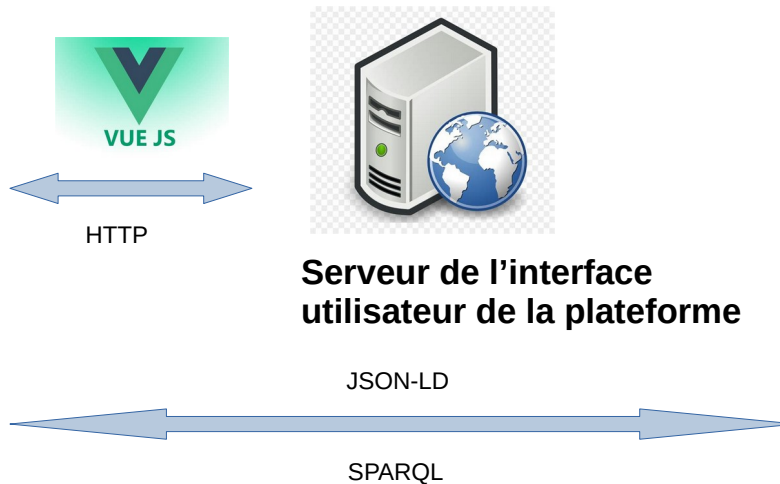 VUE JS
HTTP
Serveur de l’interface
utilisateur de la plateforme
JSON-LD
SPARQL